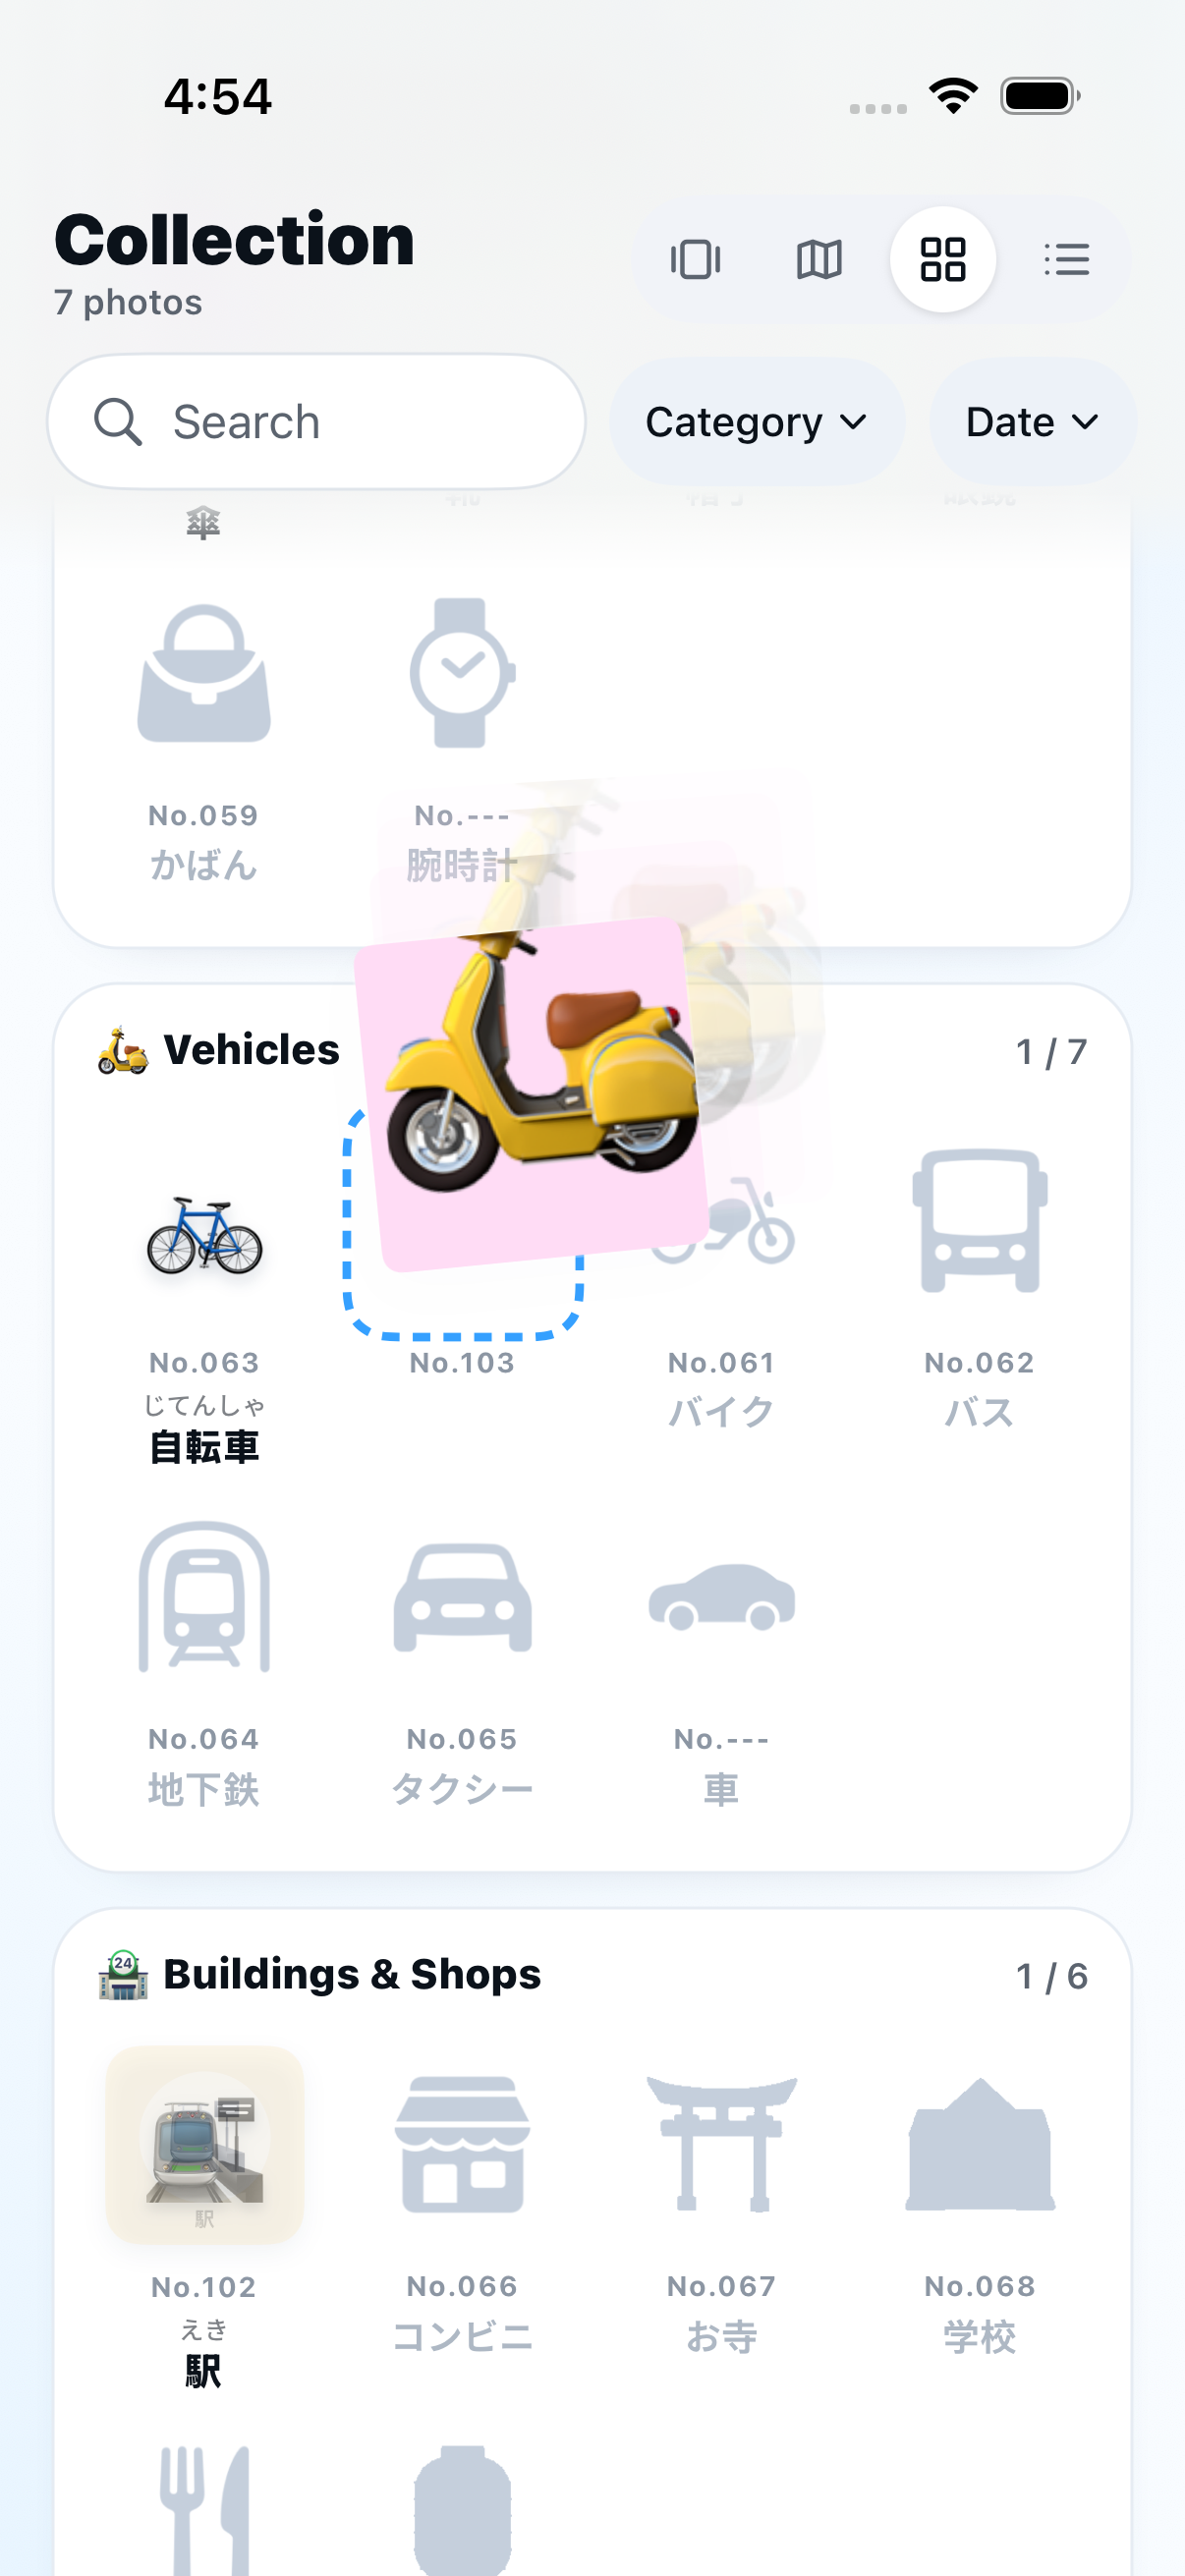 4:54
Collection
7 photos
Search
Category
Date
傘
No.059
No.---
かばん
腕時計
Vehicles
1 / 7
No.063
No.103
No.061
No.062
じてんしゃ
自転車
バイク
バス
No.064
No.065
No.---
地下鉄
タクシー
車
24
Buildings & Shops
1 / 6
駅
No.102
No.066
No.067
No.068
えき
駅
コンビニ
お寺
学校